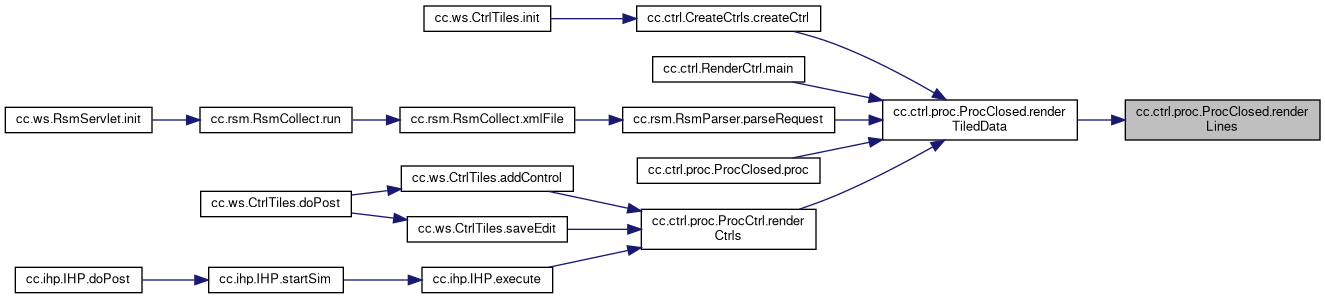 cc.ws.CtrlTiles.init
cc.ctrl.CreateCtrls.createCtrl
cc.ctrl.RenderCtrl.main
cc.ws.RsmServlet.init
cc.rsm.RsmCollect.run
cc.rsm.RsmCollect.xmlFile
cc.rsm.RsmParser.parseRequest
cc.ctrl.proc.ProcClosed.render
TiledData
cc.ctrl.proc.ProcClosed.render
Lines
cc.ctrl.proc.ProcClosed.proc
cc.ws.CtrlTiles.addControl
cc.ws.CtrlTiles.doPost
cc.ws.CtrlTiles.saveEdit
cc.ctrl.proc.ProcCtrl.render
Ctrls
cc.ihp.IHP.doPost
cc.ihp.IHP.startSim
cc.ihp.IHP.execute